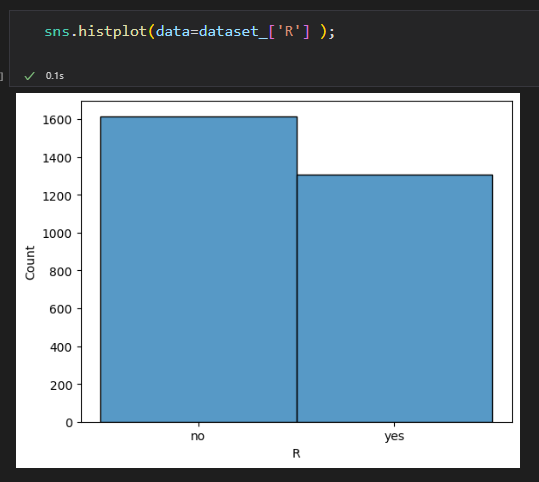 sns.histplot(data=dataset_['R'] );
] ✓ 0.1s
1600
1400
1200
1000
800
600
400
200
0
Count
no yes
R